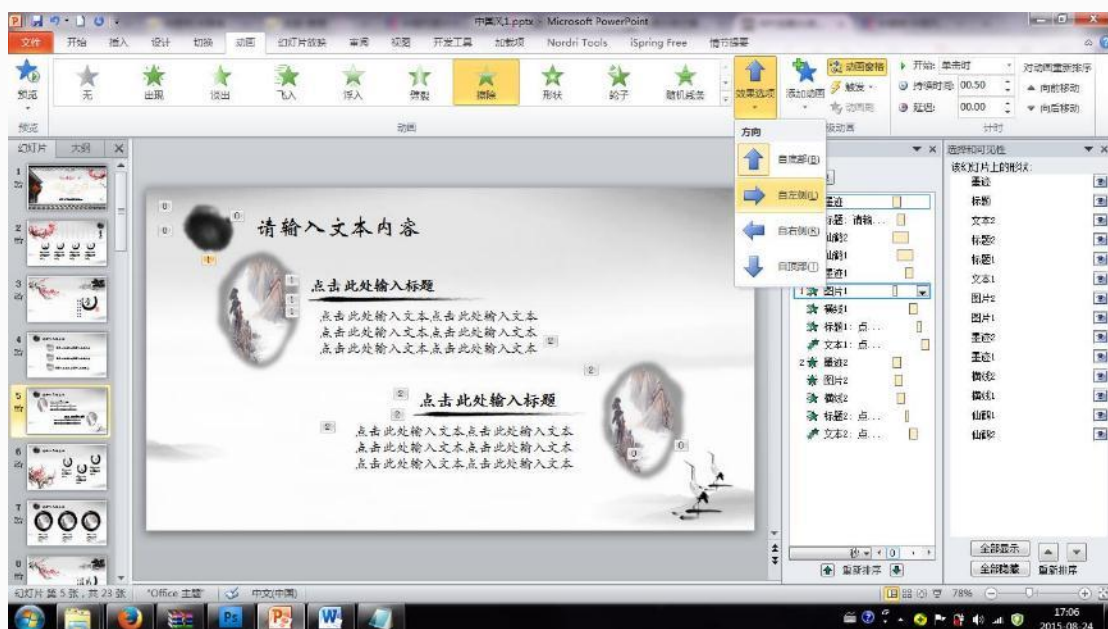 中国风1.pptx - Microsoft PowerPoint
文件 开始 插入 设计 切换 动画 幻灯片放映 审阅 视图 开发工具 加载项 Nordri Tools iSpring Free 情节提要
预览 无 出现 淡出 飞入 浮入 劈裂 擦除 形状 轮子 随机线条 效果选项 添加动画
动画窗格
触发
动画刷
开始: 单击时
持续时间: 00.50
延迟: 00.00
对动画重新排序
向前移动
向后移动
预览 动画 级动画 计时
幻灯片 大纲
方向
自底部(B)
自左侧(L)
自右侧(R)
自顶部(T)
请输入文本内容
点击此处输入标题
点击此处输入文本点击此处输入文本
点击此处输入文本点击此处输入文本
点击此处输入文本点击此处输入文本
点击此处输入标题
点击此处输入文本点击此处输入文本
点击此处输入文本点击此处输入文本
点击此处输入文本点击此处输入文本
墨迹
标题: 请输...
仙鹤2
仙鹤1
墨迹1
1 图片1
横线1
标题1: 点...
文本1: 点...
2 墨迹2
图片2
横线2
标题2: 点...
文本2: 点...
秒 0
重新排序
选择和可见性
该幻灯片上的形状:
墨迹
标题
文本2
标题2
标题1
文本1
图片2
图片1
墨迹2
墨迹1
横线2
横线1
仙鹤1
仙鹤2
全部显示
全部隐藏 重新排序
幻灯片 第 5 张，共 23 张 "Office 主题" 中文(中国) 78%
17:06
2015-08-24